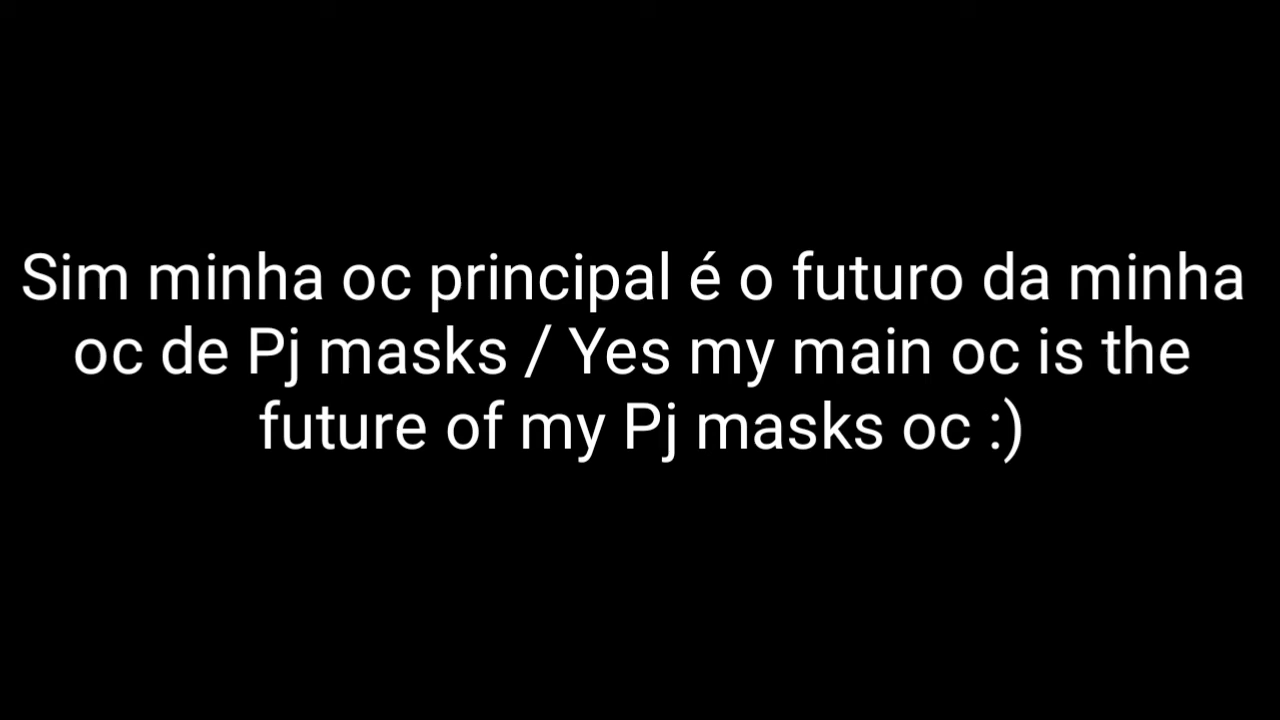 Sim minha oc principal é o futuro da minha
oc de Pj masks / Yes my main oc is the
future of my Pj masks oc :)